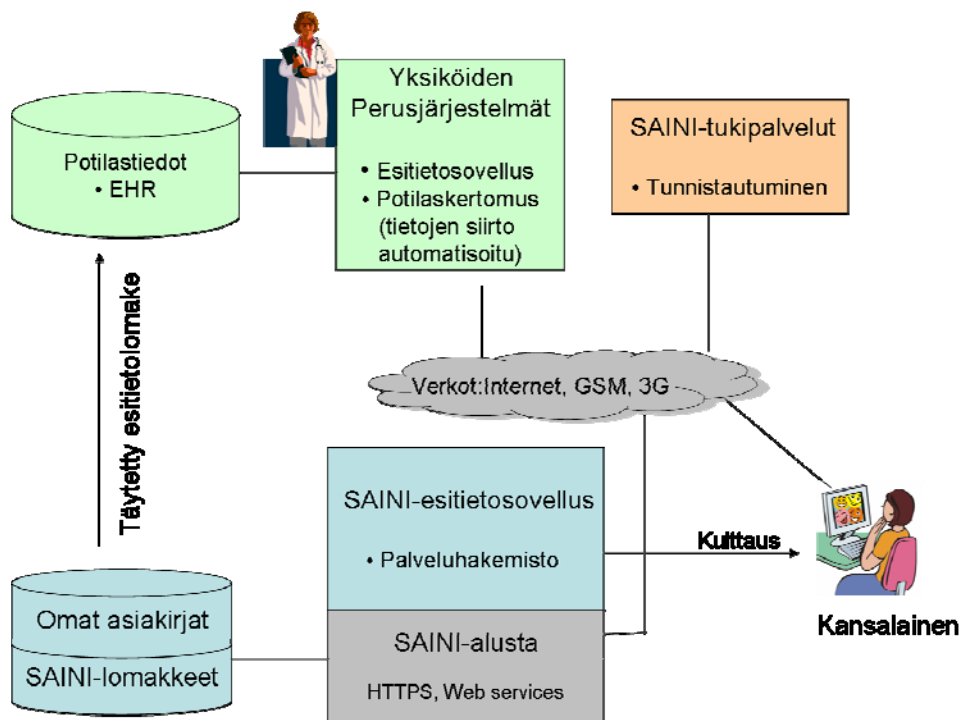 Yksiköiden
Perusjärjestelmät
• Esitietosovellus
• Potilaskertomus
(tietojen siirto
automatisoitu)
SAINI-tukipalvelut
• Tunnistautuminen
Potilastiedot
• EHR
Täytetty esitietolomake
Verkot:Internet, GSM, 3G
SAINI-esitietosovellus
• Palveluhakemisto
Kuittaus
Kansalainen
Omat asiakirjat
SAINI-lomakkeet
SAINI-alusta
HTTPS, Web services